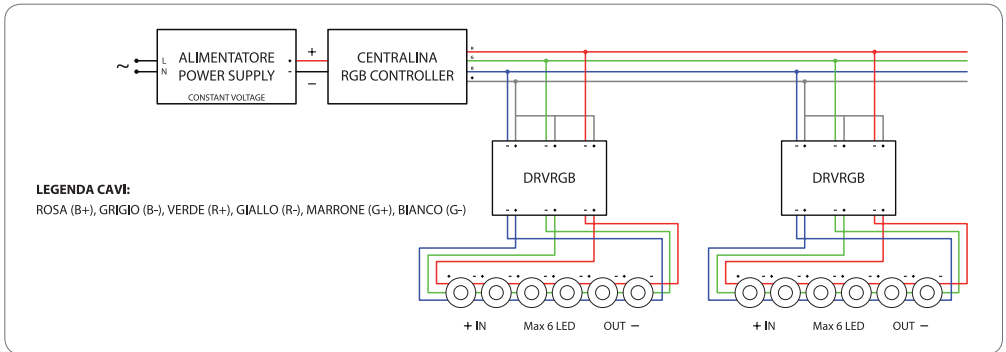 ~
L
N
ALIMENTATORE
POWER SUPPLY
CONSTANT VOLTAGE
+
-
+
−
CENTRALINA
RGB CONTROLLER
R
G
B
+
- + - + - +
DRVRGB
- + - + - +
- + - + - +
DRVRGB
- + - + - +
LEGENDA CAVI:
ROSA (B+), GRIGIO (B-), VERDE (R+), GIALLO (R-), MARRONE (G+), BIANCO (G-)
+ - + - + - + - + - + -
+ IN Max 6 LED OUT −
+ - + - + - + - + - + -
+ IN Max 6 LED OUT −